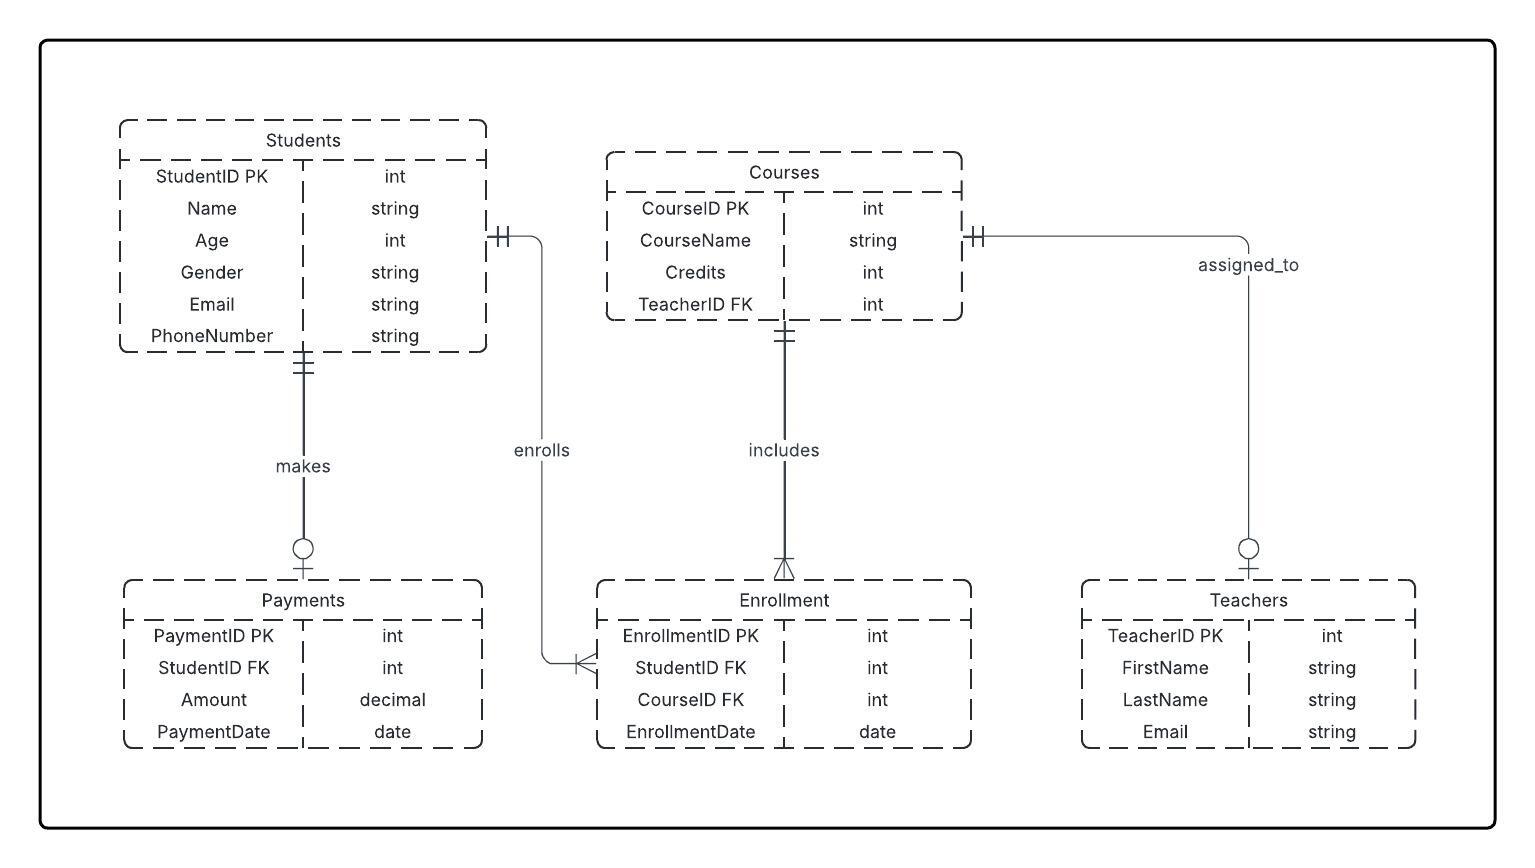 Students
StudentID PK int
Name string
Age int
Gender string
Email string
PhoneNumber string
Courses
CourseID PK int
CourseName string
Credits int
TeacherID FK int
assigned_to
enrolls
includes
makes
Payments
PaymentID PK int
StudentID FK int
Amount decimal
PaymentDate date
Enrollment
EnrollmentID PK int
StudentID FK int
CourseID FK int
EnrollmentDate date
Teachers
TeacherID PK int
FirstName string
LastName string
Email string